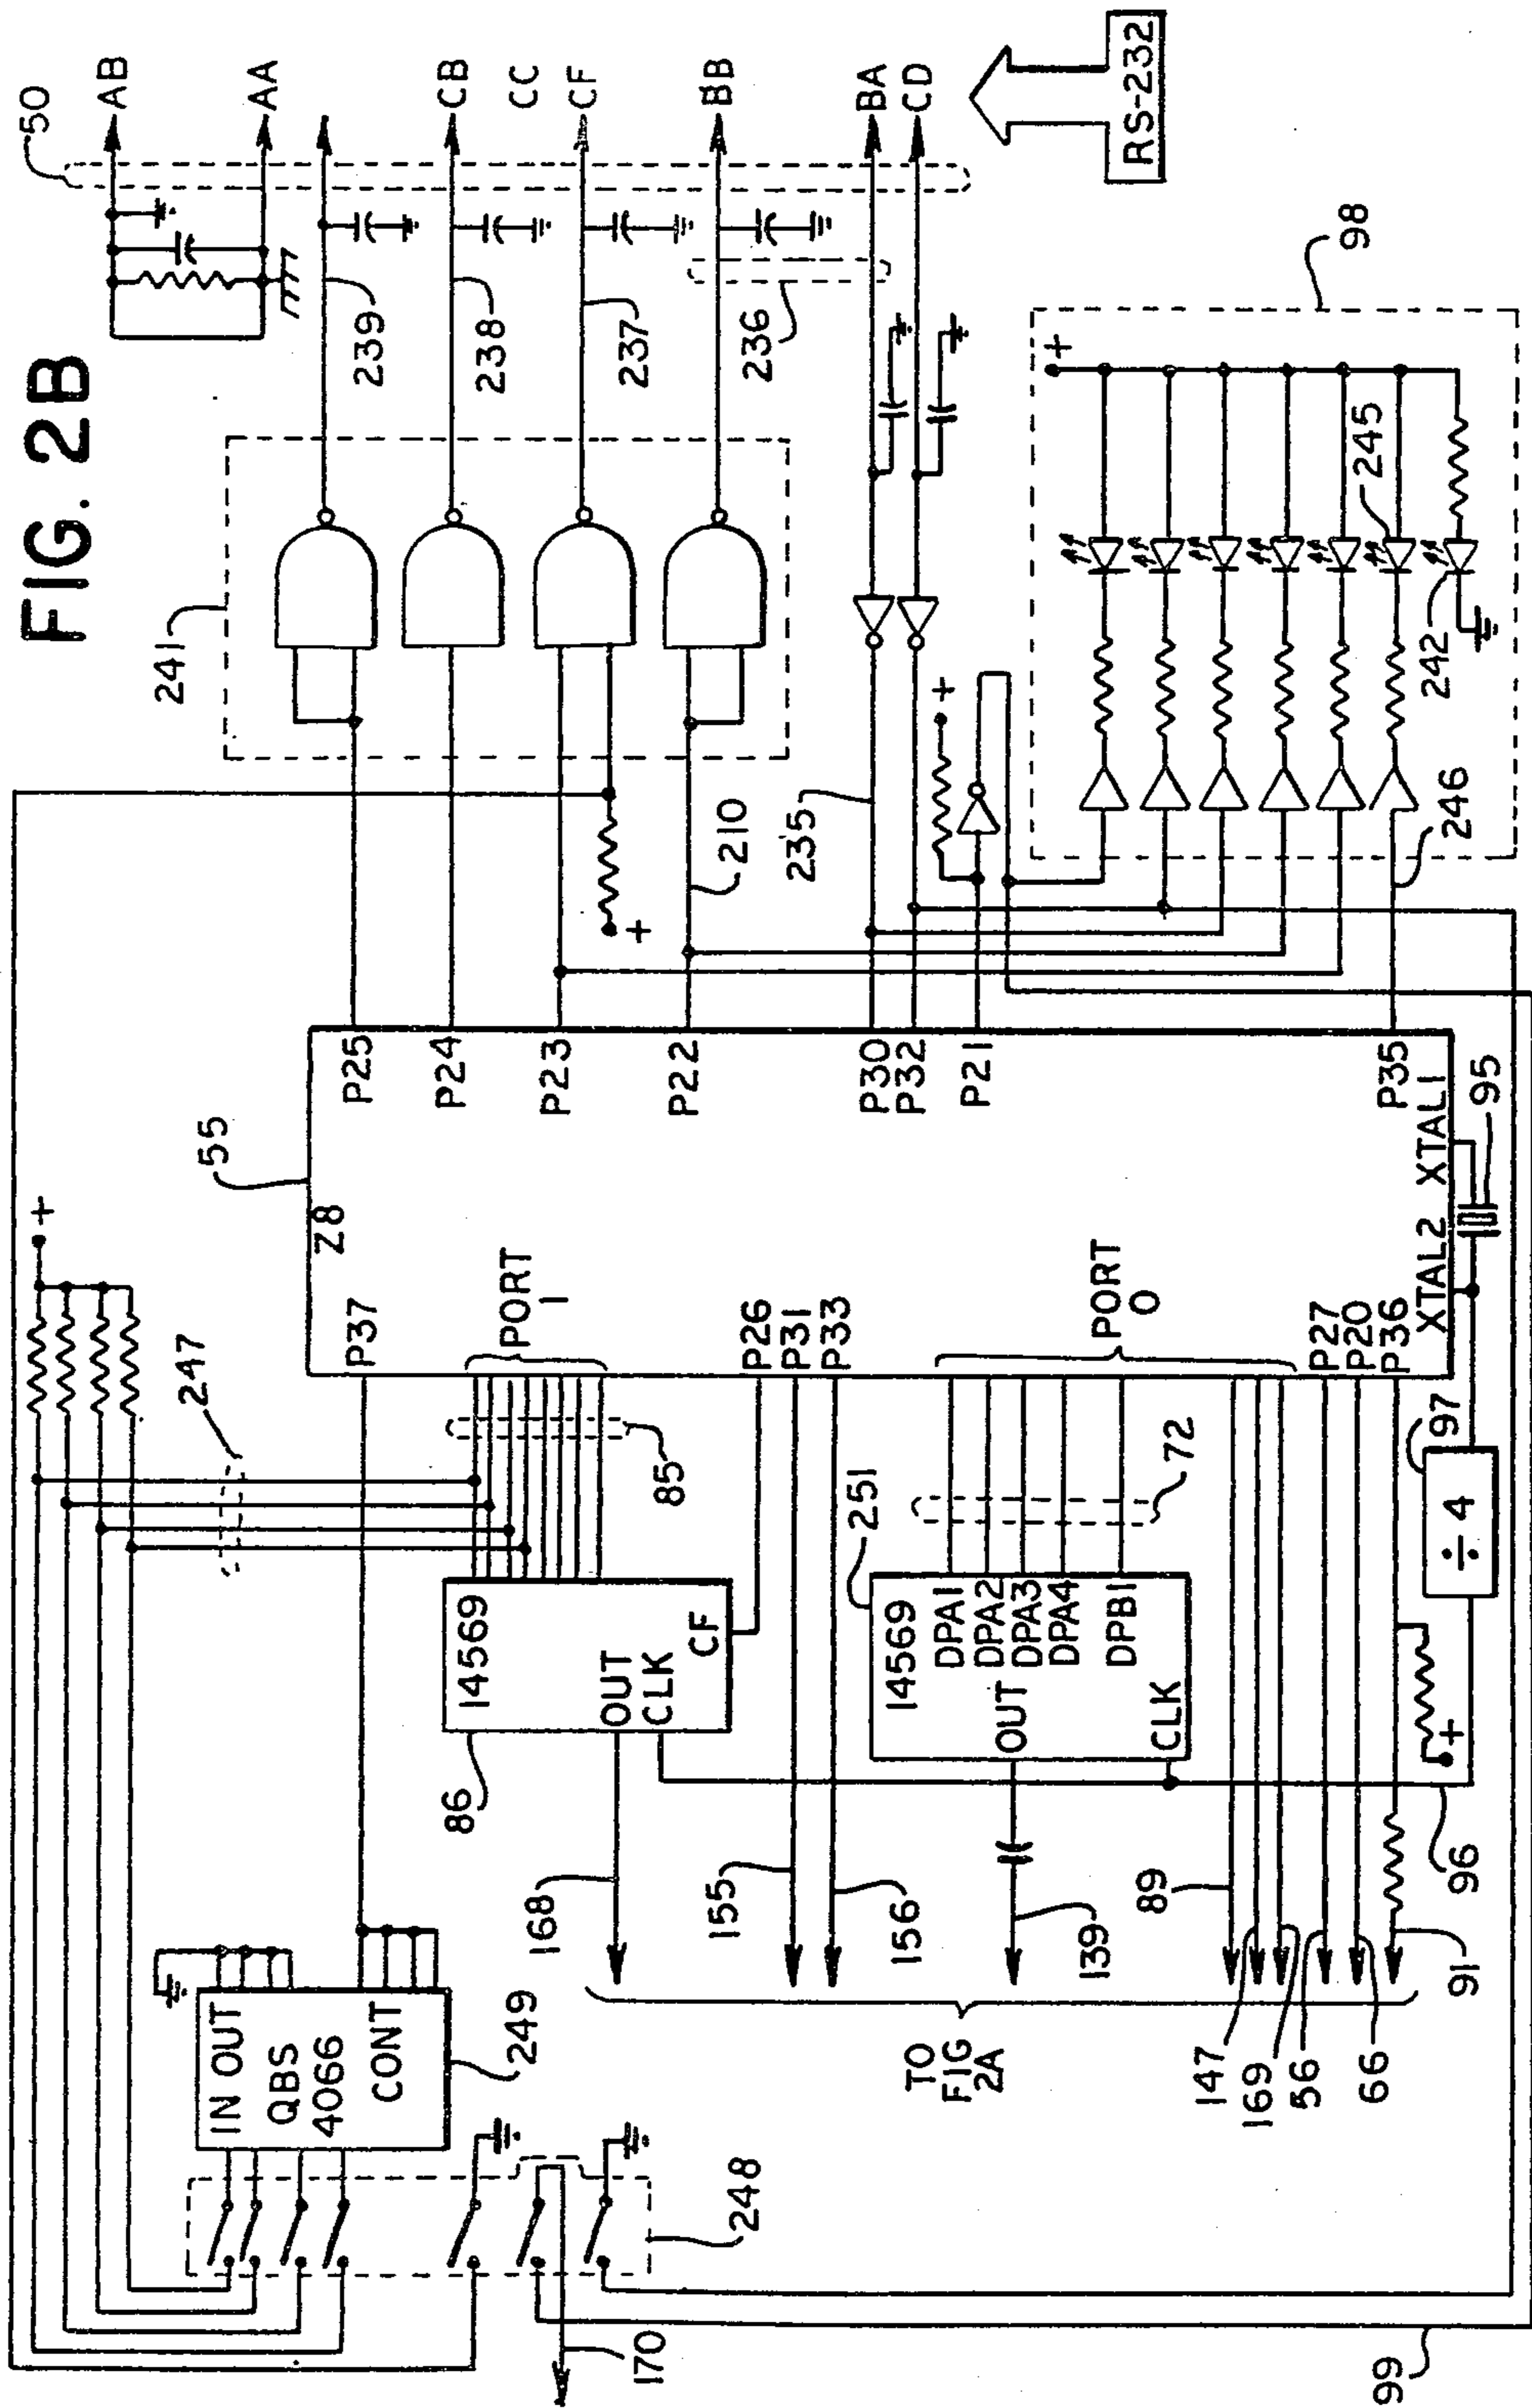 FIG. 2B
50
AB
AA
CB
CC
CF
BB
BA
CD
RS-232
239
238
237
236
241
210
235
+
+
98
+
245
242
246
55
Z8
P25
P24
P23
P22
P30
P32
P21
P35
XTAL1
XTAL2
95
P37
PORT
1
P26
P31
P33
PORT
0
P27
P20
P36
+
247
85
72
97
÷ 4
14569
OUT
CLK
CF
86
251
14569
DPA1
DPA2
DPA3
DPA4
DPB1
OUT
CLK
+
96
168
155
156
139
89
147
169
56
66
91
TO
FIG
2A
IN OUT
QBS
4066
CONT
249
248
170
99